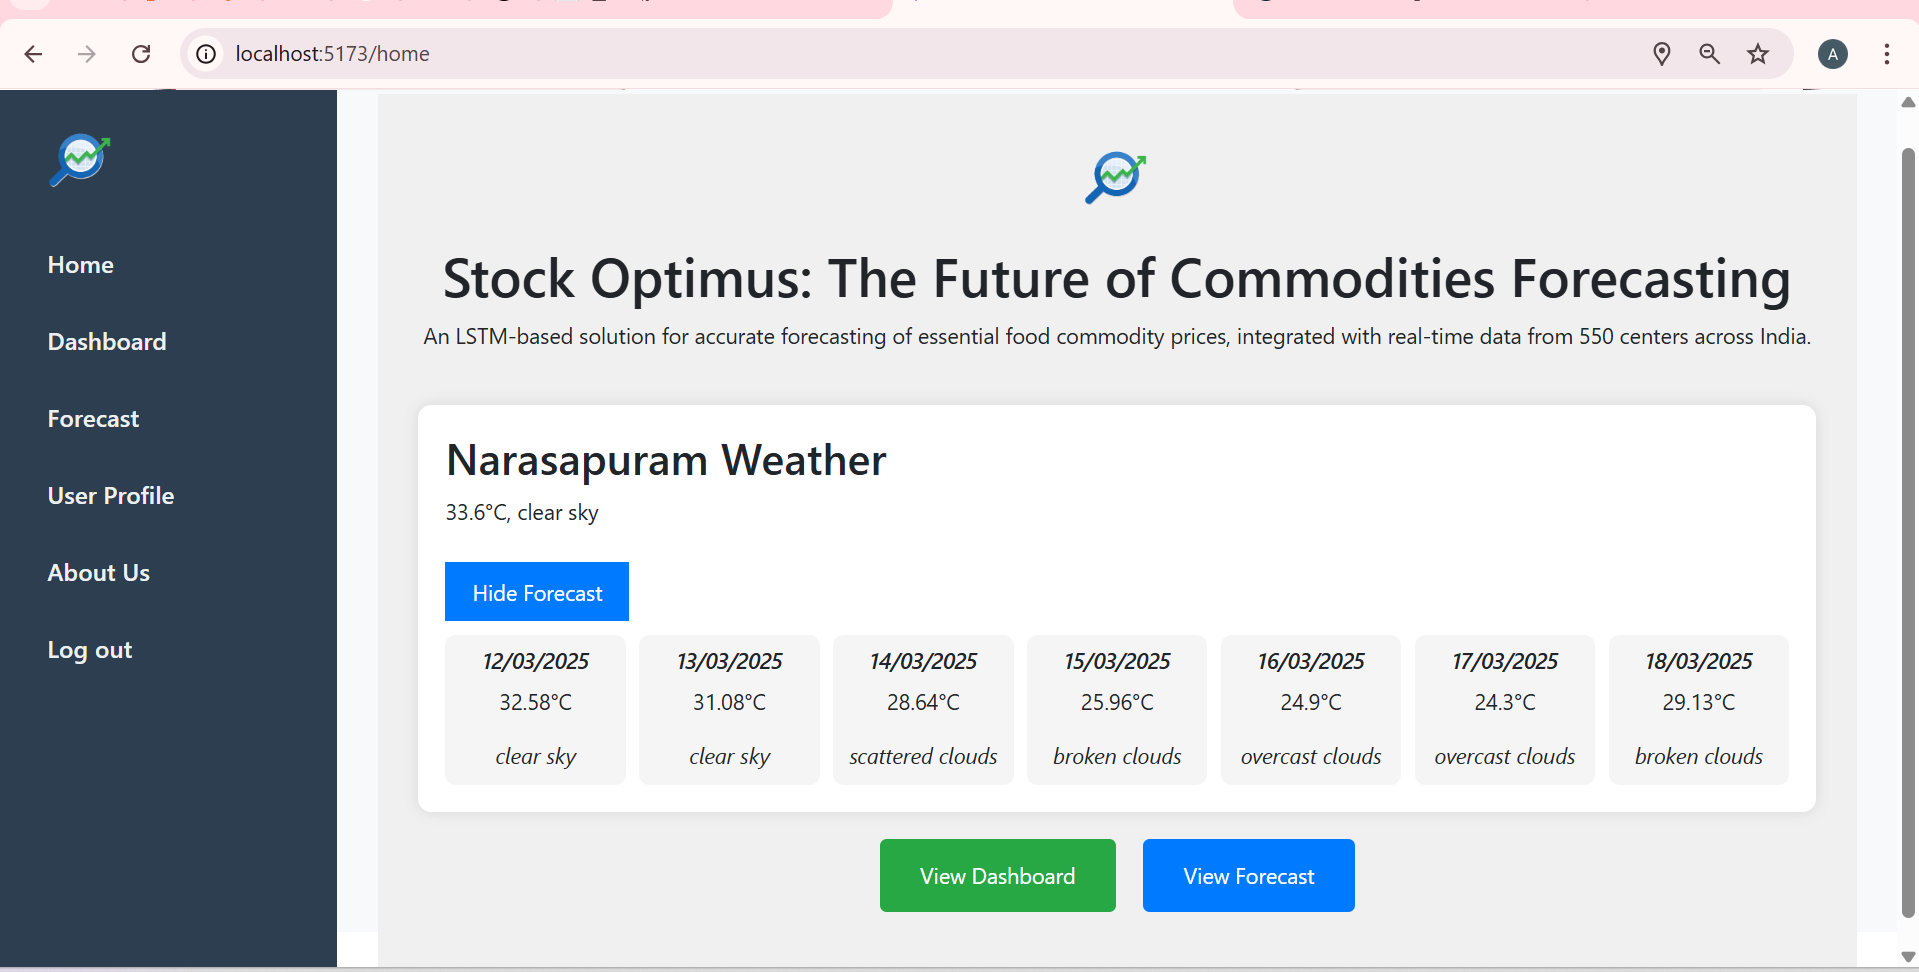 localhost:5173/home
A
Home
Dashboard
Forecast
User Profile
About Us
Log out
Stock Optimus: The Future of Commodities Forecasting
An LSTM-based solution for accurate forecasting of essential food commodity prices, integrated with real-time data from 550 centers across India.
Narasapuram Weather
33.6°C, clear sky
Hide Forecast
12/03/2025 13/03/2025 14/03/2025 15/03/2025 16/03/2025 17/03/2025 18/03/2025
32.58°C 31.08°C 28.64°C 25.96°C 24.9°C 24.3°C 29.13°C
clear sky clear sky scattered clouds broken clouds overcast clouds overcast clouds broken clouds
View Dashboard View Forecast